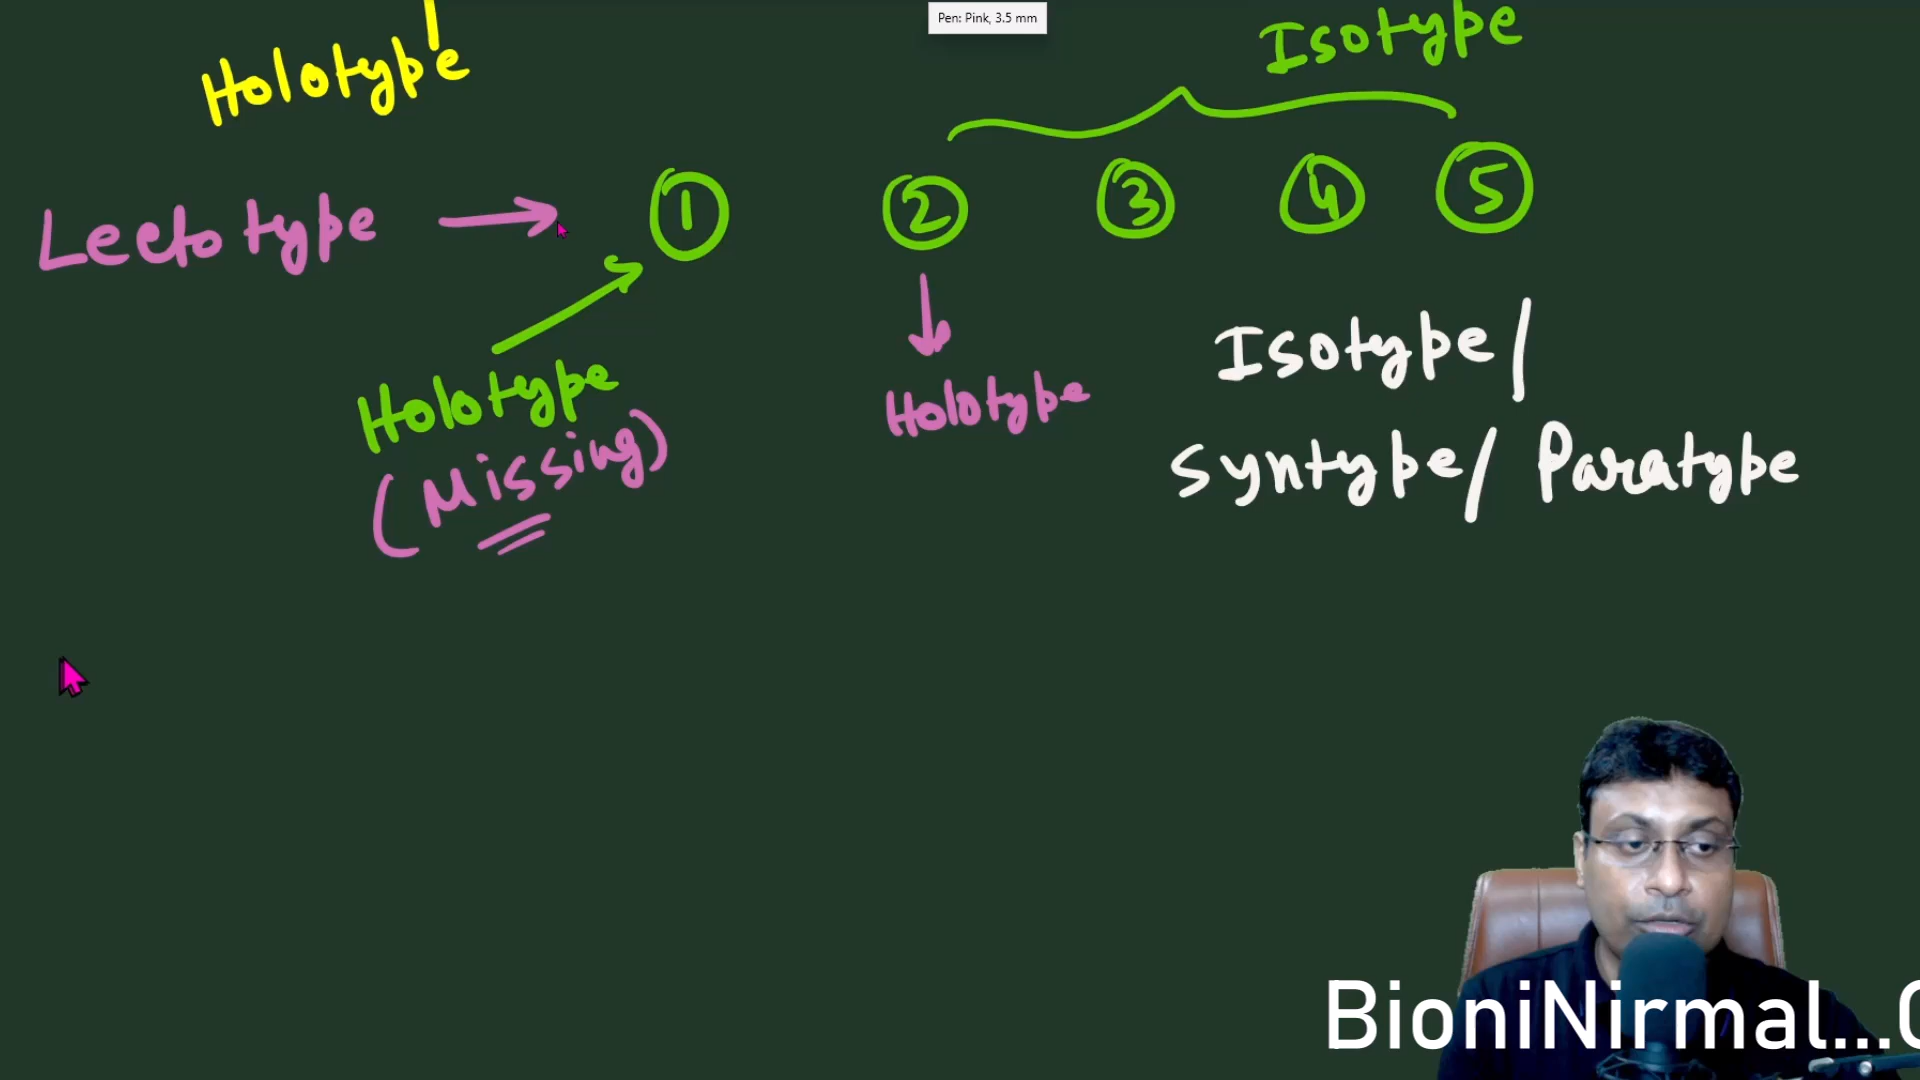 Pen: Pink, 3.5 mm
Holotype
Isotype
Lectotype → 1 2 3 4 5
Holotype
(Missing)
Holotype
Isotype/
Syntype/ Paratype
BioniNirmal...